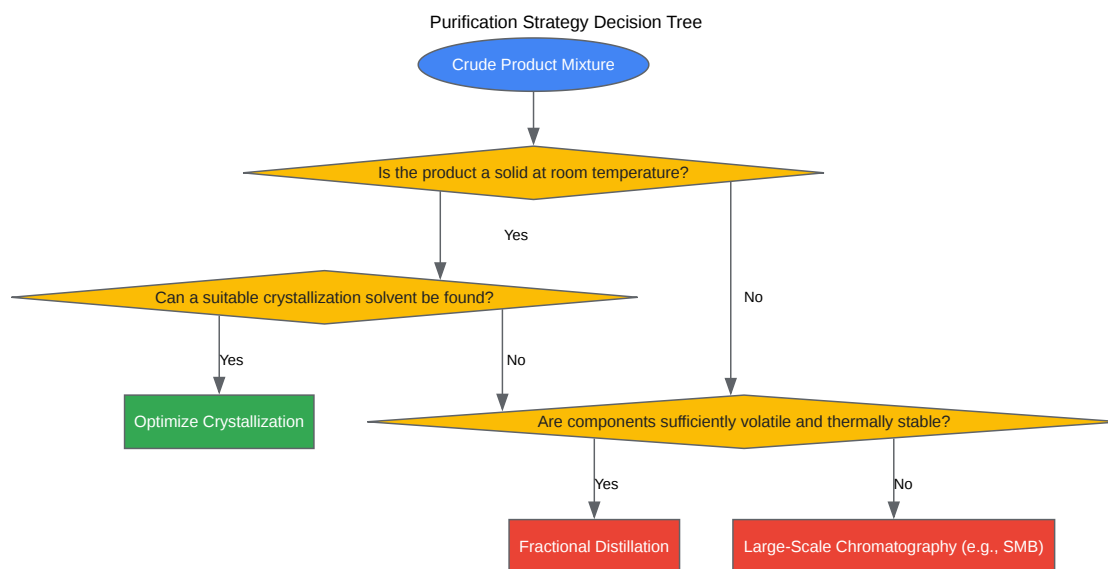 Purification Strategy Decision Tree
Crude Product Mixture
Is the product a solid at room temperature?
Yes
Can a suitable crystallization solvent be found?
No
Yes
No
Optimize Crystallization
Are components sufficiently volatile and thermally stable?
Yes
No
Fractional Distillation
Large-Scale Chromatography (e.g., SMB)